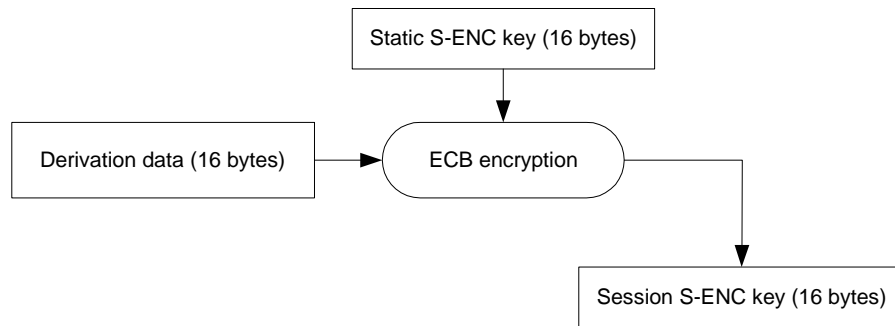 Static S-ENC key (16 bytes)
Derivation data (16 bytes)
ECB encryption
Session S-ENC key (16 bytes)